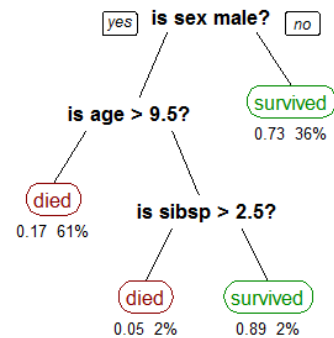 yes is sex male? no
survived
0.73 36%
is age > 9.5?
died
0.17 61%
is sibsp > 2.5?
died survived
0.05 2% 0.89 2%